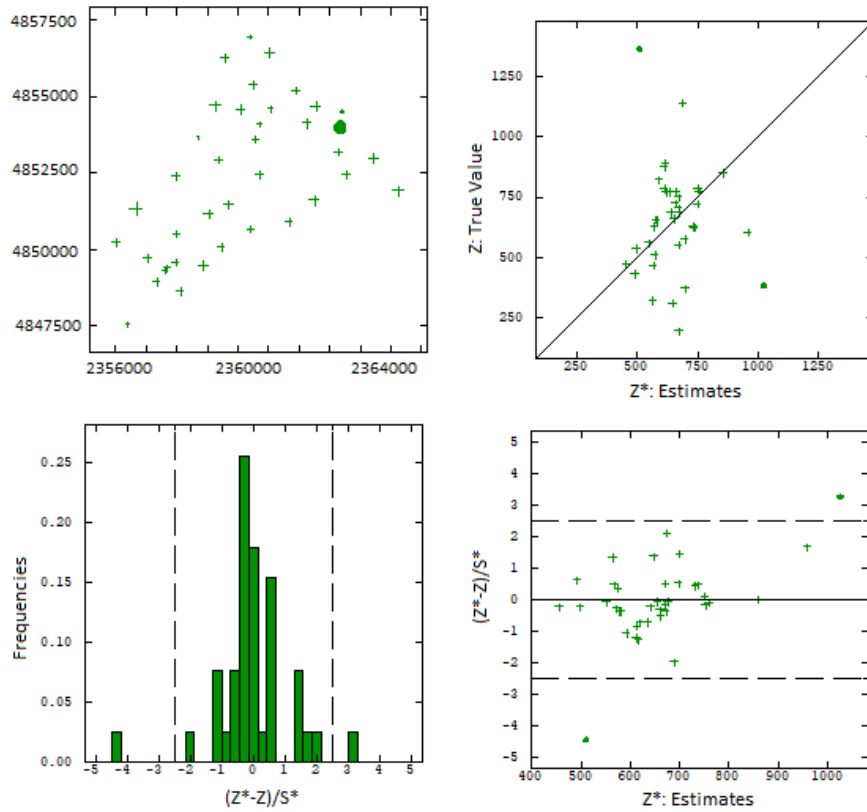 4857500
4855000
4852500
4850000
4847500
2356000 2360000 2364000
Z: True Value
1250
1000
750
500
250
250 500 750 1000 1250
Z*: Estimates
Frequencies
0.25
0.20
0.15
0.10
0.05
0.00
-5 -4 -3 -2 -1 0 1 2 3 4 5
(Z*-Z)/S*
(Z*-Z)/S*
5
4
3
2
1
0
-1
-2
-3
-4
-5
400 500 600 700 800 900 1000
Z*: Estimates